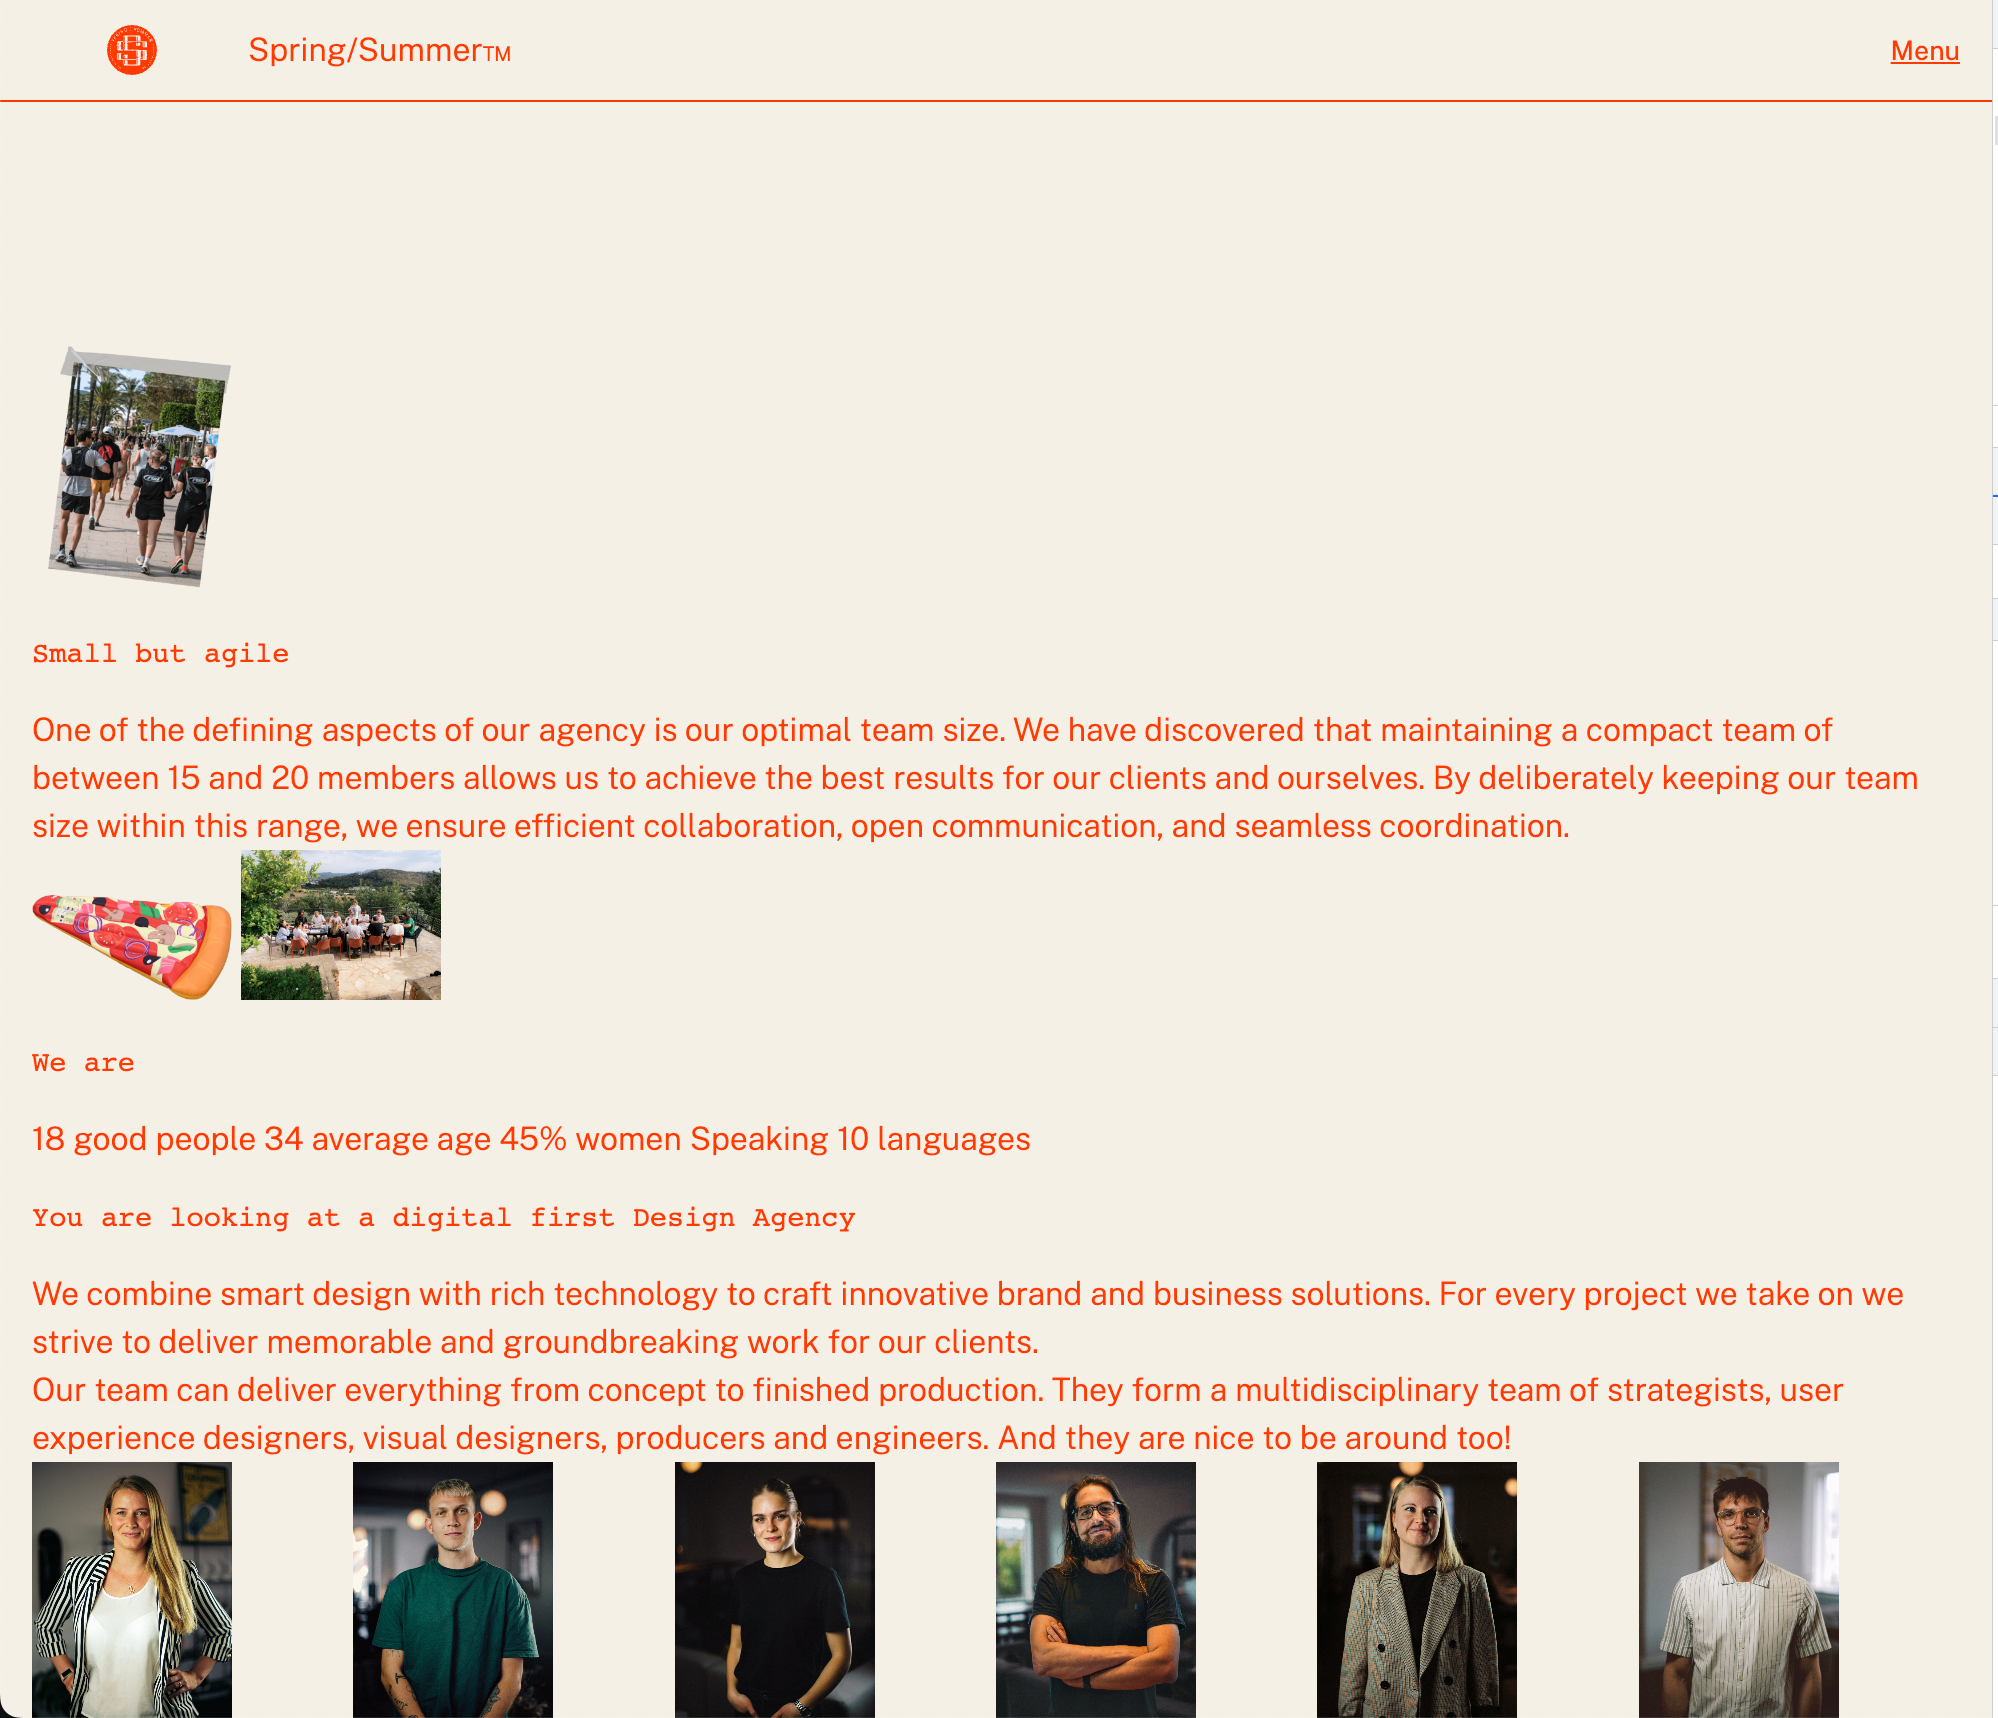 Spring/Summer™
Menu
Small but agile
One of the defining aspects of our agency is our optimal team size. We have discovered that maintaining a compact team of
between 15 and 20 members allows us to achieve the best results for our clients and ourselves. By deliberately keeping our team
size within this range, we ensure efficient collaboration, open communication, and seamless coordination.
We are
18 good people 34 average age 45% women Speaking 10 languages
You are looking at a digital first Design Agency
We combine smart design with rich technology to craft innovative brand and business solutions. For every project we take on we
strive to deliver memorable and groundbreaking work for our clients.
Our team can deliver everything from concept to finished production. They form a multidisciplinary team of strategists, user
experience designers, visual designers, producers and engineers. And they are nice to be around too!